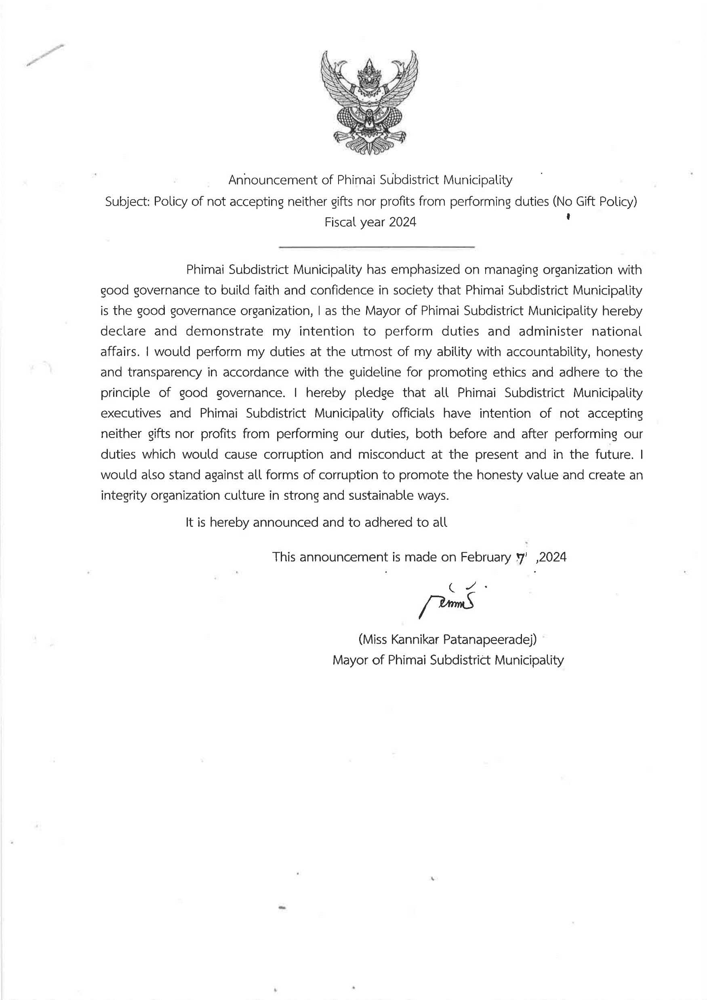 Announcement of Phimai Subdistrict Municipality
Subject: Policy of not accepting neither gifts nor profits from performing duties (No Gift Policy)
Fiscal year 2024
Phimai Subdistrict Municipality has emphasized on managing organization with
good governance to build faith and confidence in society that Phimai Subdistrict Municipality
is the good governance organization, I as the Mayor of Phimai Subdistrict Municipality hereby
declare and demonstrate my intention to perform duties and administer national
affairs. I would perform my duties at the utmost of my ability with accountability, honesty
and transparency in accordance with the guideline for promoting ethics and adhere to the
principle of good governance. I hereby pledge that all Phimai Subdistrict Municipality
executives and Phimai Subdistrict Municipality officials have intention of not accepting
neither gifts nor profits from performing our duties, both before and after performing our
duties which would cause corruption and misconduct at the present and in the future. I
would also stand against all forms of corruption to promote the honesty value and create an
integrity organization culture in strong and sustainable ways.
It is hereby announced and to adhered to all
This announcement is made on February 7 ,2024
(Miss Kannikar Patanapeeradej)
Mayor of Phimai Subdistrict Municipality